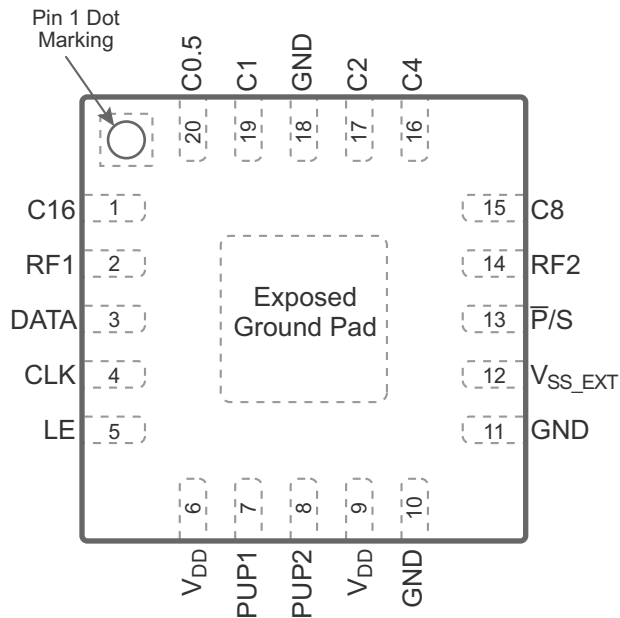 Pin 1 Dot
Marking
C0.5
C1
GND
C2
C4
20
19
18
17
16
C16 1
RF1 2
DATA 3
CLK 4
LE 5
15 C8
14 RF2
13 P̅/S
12 VSS_EXT
11 GND
Exposed
Ground Pad
6
7
8
9
10
VDD
PUP1
PUP2
VDD
GND